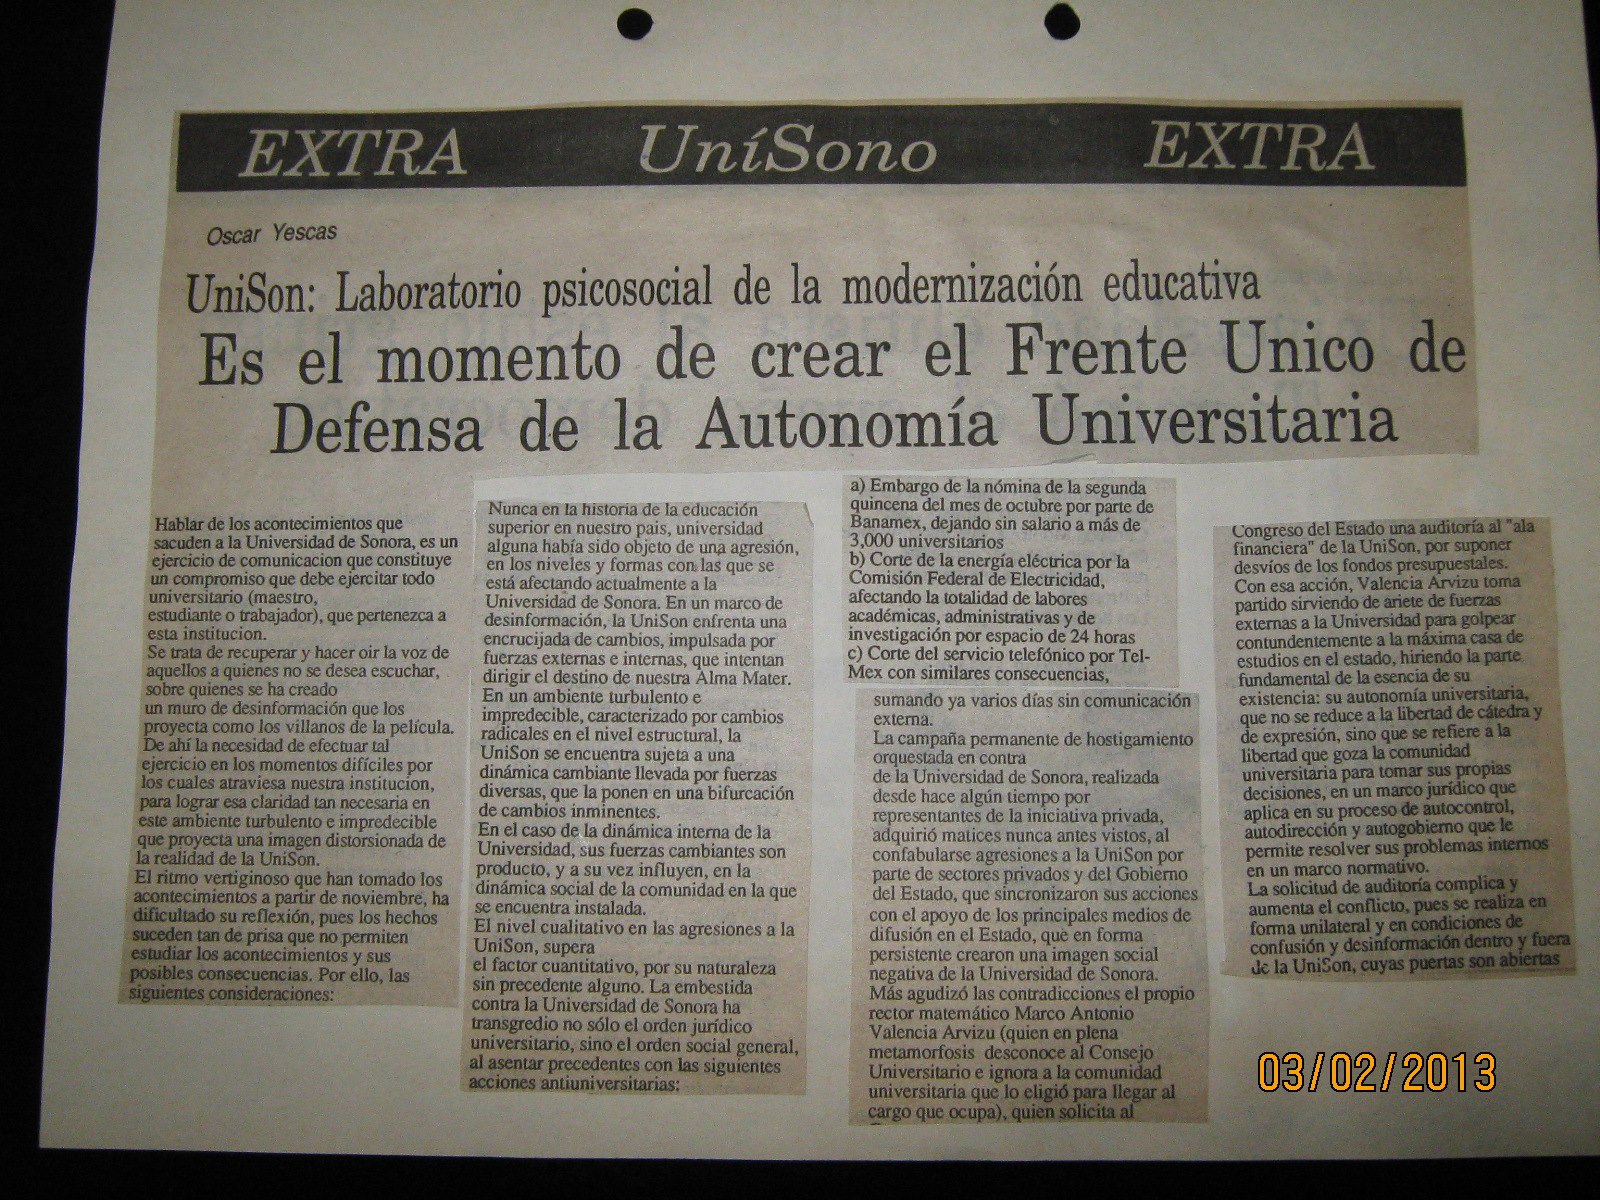 EXTRA UníSono EXTRA
Oscar Yescas
UniSon: Laboratorio psicosocial de la modernización educativa
Es el momento de crear el Frente Unico de
Defensa de la Autonomía Universitaria
Hablar de los acontecimientos que
sacuden a la Universidad de Sonora, es un
ejercicio de comunicacion que constituye
un compromiso que debe ejercitar todo
universitario (maestro,
estudiante o trabajador), que pertenezca a
esta institucion.
Se trata de recuperar y hacer oir la voz de
aquellos a quienes no se desea escuchar,
sobre quienes se ha creado
un muro de desinformación que los
proyecta como los villanos de la película.
De ahí la necesidad de efectuar tal
ejercicio en los momentos difíciles por
los cuales atraviesa nuestra institución,
para lograr esa claridad tan necesaria en
este ambiente turbulento e impredecible
que proyecta una imagen distorsionada de
la realidad de la UniSon.
El ritmo vertiginoso que han tomado los
acontecimientos a partir de noviembre, ha
dificultado su reflexión, pues los hechos
suceden tan de prisa que no permiten
estudiar los acontecimientos y sus
posibles consecuencias. Por ello, las
siguientes consideraciones:
Nunca en la historia de la educación
superior en nuestro pais, universidad
alguna había sido objeto de una agresión,
en los niveles y formas con las que se
está afectando actualmente a la
Universidad de Sonora. En un marco de
desinformación, la UniSon enfrenta una
encrucijada de cambios, impulsada por
fuerzas externas e internas, que intentan
dirigir el destino de nuestra Alma Mater.
En un ambiente turbulento e
impredecible, caracterizado por cambios
radicales en el nivel estructural, la
UniSon se encuentra sujeta a una
dinámica cambiante llevada por fuerzas
diversas, que la ponen en una bifurcación
de cambios inminentes.
En el caso de la dinámica interna de la
Universidad, sus fuerzas cambiantes son
producto, y a su vez influyen, en la
dinámica social de la comunidad en la que
se encuentra instalada.
El nivel cualitativo en las agresiones a la
UniSon, supera
el factor cuantitativo, por su naturaleza
sin precedente alguno. La embestida
contra la Universidad de Sonora ha
transgredio no sólo el orden jurídico
universitario, sino el orden social general,
al asentar precedentes con las siguientes
acciones antiuniversitarias:
a) Embargo de la nómina de la segunda
quincena del mes de octubre por parte de
Banamex, dejando sin salario a más de
3,000 universitarios
b) Corte de la energía eléctrica por la
Comisión Federal de Electricidad,
afectando la totalidad de labores
académicas, administrativas y de
investigación por espacio de 24 horas
c) Corte del servicio telefónico por Tel-
Mex con similares consecuencias,
sumando ya varios días sin comunicación
externa.
La campaña permanente de hostigamiento
orquestada en contra
de la Universidad de Sonora, realizada
desde hace algún tiempo por
representantes de la iniciativa privada,
adquirió matices nunca antes vistos, al
confabularse agresiones a la UniSon por
parte de sectores privados y del Gobierno
del Estado, que sincronizaron sus acciones
con el apoyo de los principales medios de
difusión en el Estado, que en forma
persistente crearon una imagen social
negativa de la Universidad de Sonora.
Más agudizó las contradicciones el propio
rector matemático Marco Antonio
Valencia Arvizu (quien en plena
metamorfosis desconoce al Consejo
Universitario e ignora a la comunidad
universitaria que lo eligió para llegar al
cargo que ocupa), quien solicita al
Congreso del Estado una auditoría al "ala
financiera" de la UniSon, por suponer
desvíos de los fondos presupuestales.
Con esa acción, Valencia Arvizu toma
partido sirviendo de ariete de fuerzas
externas a la Universidad para golpear
contundentemente a la máxima casa de
estudios en el estado, hiriendo la parte
fundamental de la esencia de su
existencia: su autonomía universitaria,
que no se reduce a la libertad de cátedra y
de expresión, sino que se refiere a la
libertad que goza la comunidad
universitaria para tomar sus propias
decisiones, en un marco jurídico que
aplica en su proceso de autocontrol,
autodirección y autogobierno que le
permite resolver sus problemas internos
en un marco normativo.
La solicitud de auditoría complica y
aumenta el conflicto, pues se realiza en
forma unilateral y en condiciones de
confusión y desinformación dentro y fuera
de la UniSon, cuyas puertas son abiertas
03/02/2013